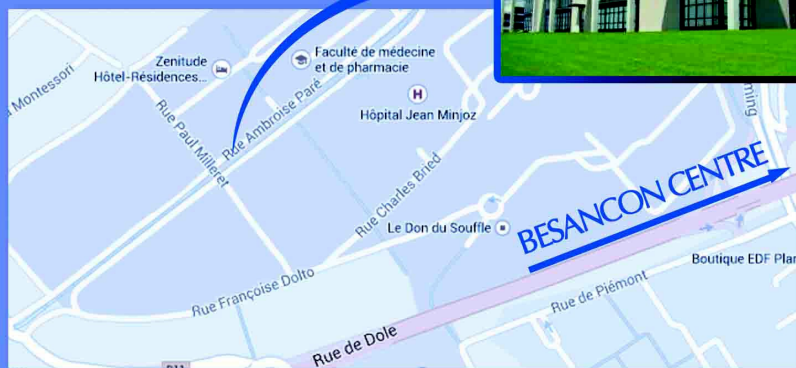 Zenitude
Hôtel-Résidences...
Faculté de médecine
et de pharmacie
Montessori
Hôpital Jean Minjoz
Rue Ambroise Paré
Rue Paul Milleret
Rue Charles Bried
Le Don du Souffle
BESANCON CENTRE
Boutique EDF Plan
Rue Françoise Dolto
Rue de Piémont
Rue de Dole